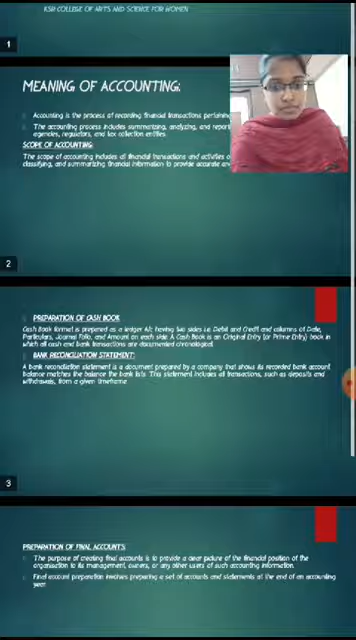 KSR COLLEGE OF ARTS AND SCIENCE FOR WOMEN
1
MEANING OF ACCOUNTING:
Accounting is the process of recording financial transactions pertaining
The accounting process includes summarizing, analyzing, and report
agencies, regulators, and tax collection entities.
SCOPE OF ACCOUNTING:
The scope of accounting includes all financial transactions and activities o
classifying, and summarizing financial information to provide accurate an
2
PREPARATION OF CASH BOOK
Cash Book format is prepared as a ledger A/c having two sides i.e. Debit and Credit and columns of Date,
Particulars, Journal Folio, and Amount on each side. A Cash Book is an Original Entry (or Prime Entry) book in
which all cash and bank transactions are documented chronological
BANK RECONCILIATION STATEMENT:
A bank reconciliation statement is a document prepared by a company that shows its recorded bank account
balance matches the balance the bank lists. This statement includes all transactions, such as deposits and
withdrawals, from a given timeframe
3
PREPARATION OF FINAL ACCOUNTS:
The purpose of creating final accounts is to provide a clear picture of the financial position of the
organisation to its management, owners, or any other users of such accounting information.
Final account preparation involves preparing a set of accounts and statements at the end of an accounting
year.